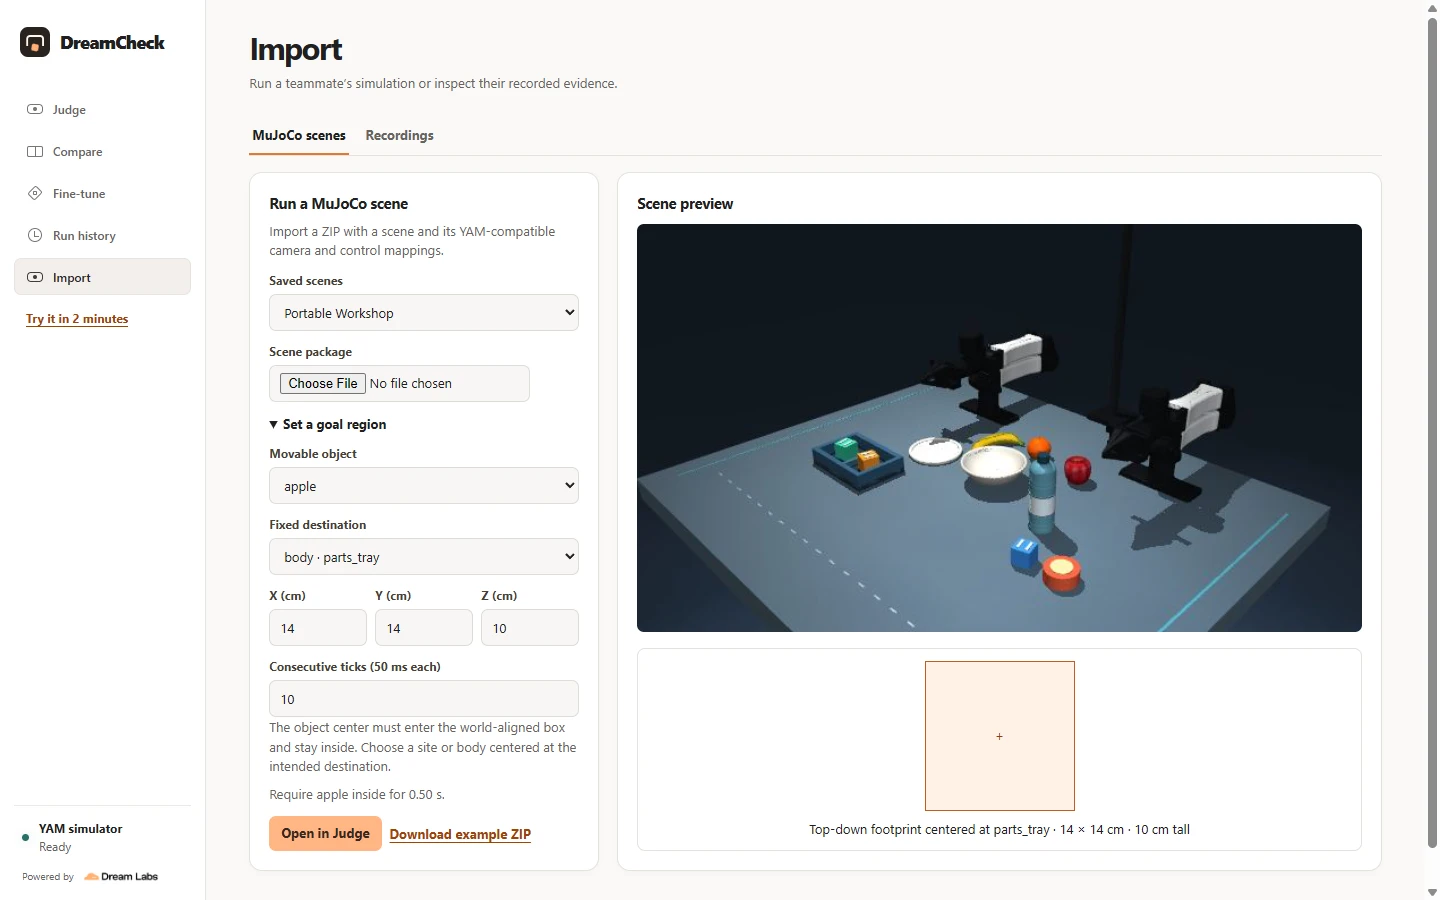 DreamCheck
Judge
Compare
Fine-tune
Run history
Import
Try it in 2 minutes
YAM simulator
Ready
Powered by Dream Labs
Import
Run a teammate's simulation or inspect their recorded evidence.
MuJoCo scenes Recordings
Run a MuJoCo scene
Import a ZIP with a scene and its YAM-compatible
camera and control mappings.
Saved scenes
Portable Workshop
Scene package
Choose File No file chosen
▼ Set a goal region
Movable object
apple
Fixed destination
body · parts_tray
X (cm) Y (cm) Z (cm)
14 14 10
Consecutive ticks (50 ms each)
10
The object center must enter the world-aligned box
and stay inside. Choose a site or body centered at the
intended destination.
Require apple inside for 0.50 s.
Open in Judge Download example ZIP
Scene preview
+
Top-down footprint centered at parts_tray · 14 × 14 cm · 10 cm tall